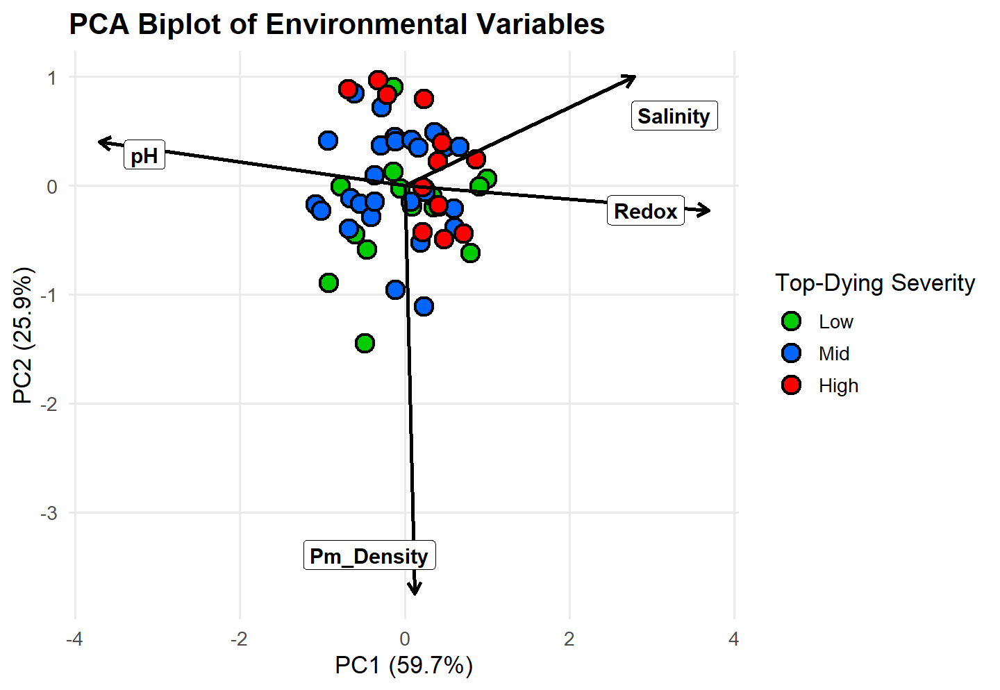 PCA Biplot of Environmental Variables
1
0
-1
-2
-3
PC2 (25.9%)
Salinity
pH
Redox
Pm_Density
-4
-2
0
2
4
PC1 (59.7%)
Top-Dying Severity
Low
Mid
High